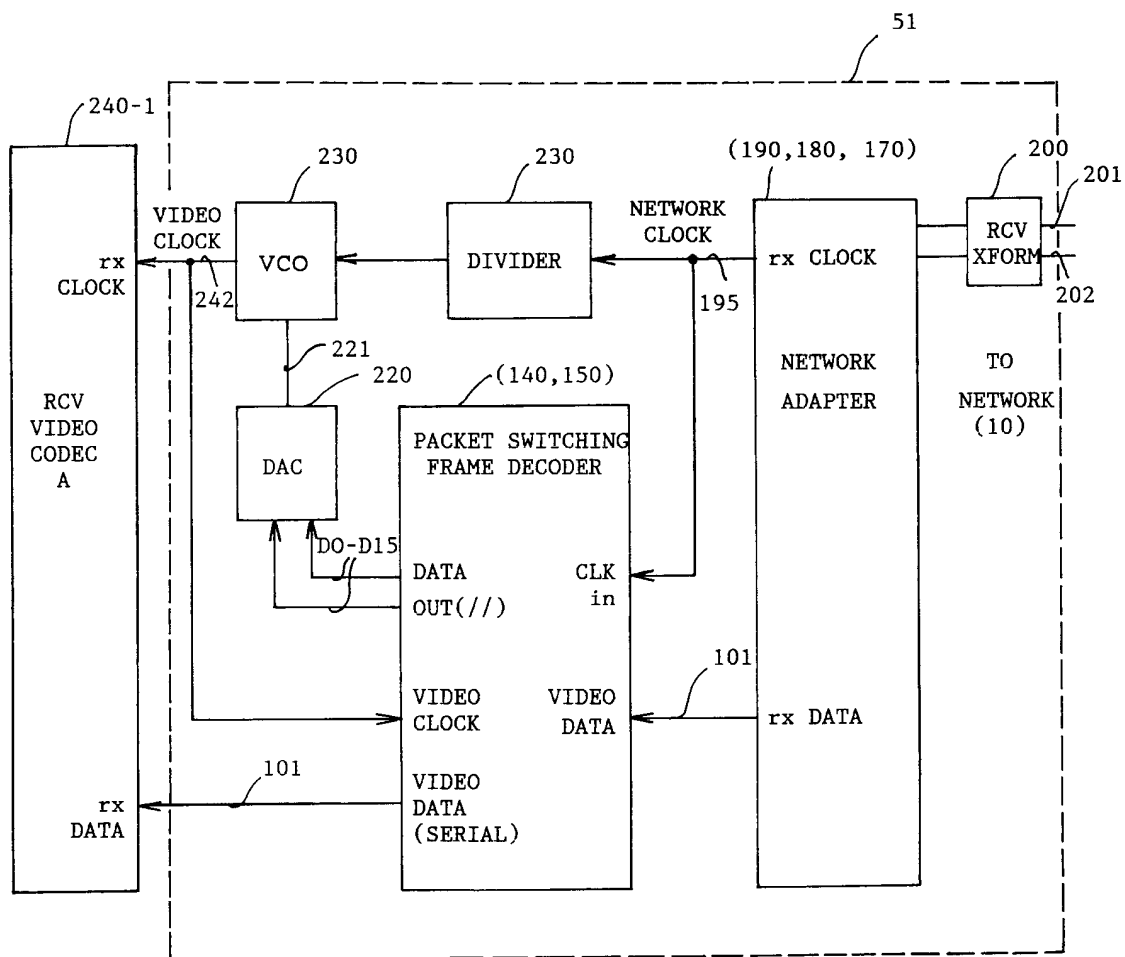 51
240-1
230
230
(190,180, 170)
200
201
VIDEO
CLOCK
NETWORK
CLOCK
RCV
XFORM
rx
CLOCK
VCO
DIVIDER
rx CLOCK
242
195
202
221
220
(140,150)
NETWORK
ADAPTER
TO
NETWORK
(10)
RCV
VIDEO
CODEC
A
DAC
PACKET SWITCHING
FRAME DECODER
DO-D15
DATA
OUT(//)
CLK
in
101
VIDEO
CLOCK
VIDEO
DATA
rx DATA
101
VIDEO
DATA
(SERIAL)
rx
DATA